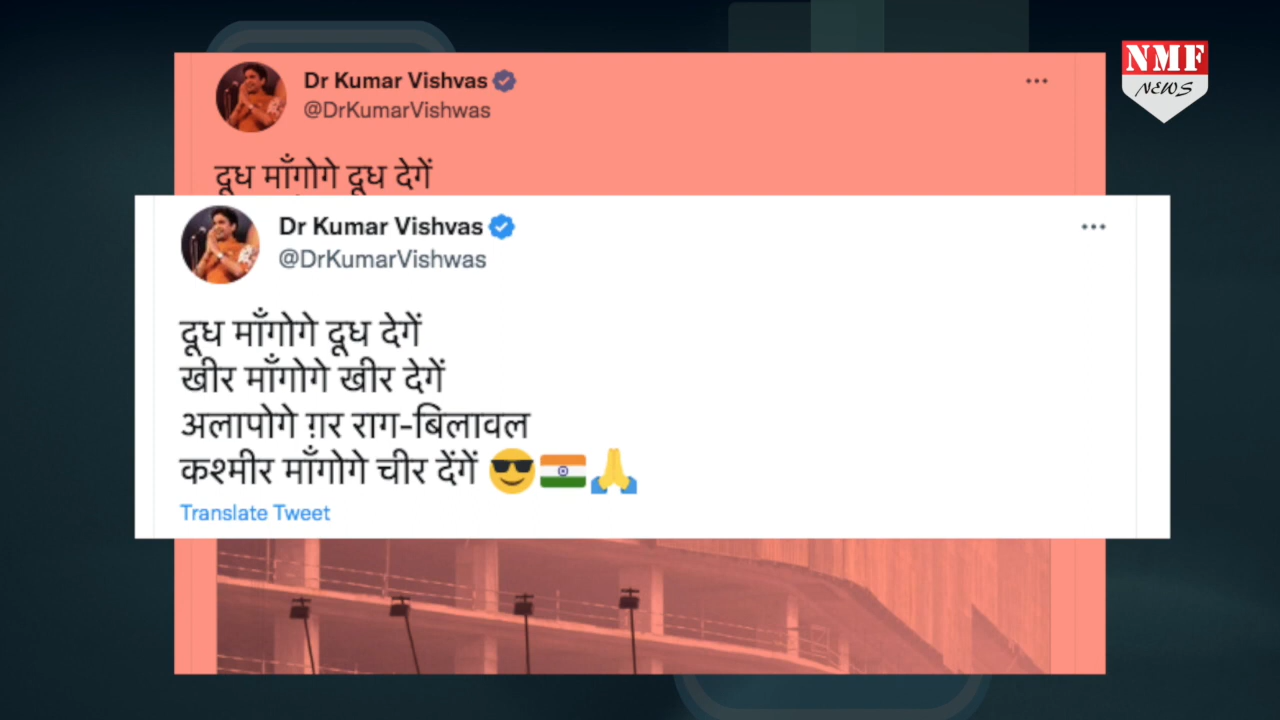 Dr Kumar Vishvas
@DrKumarVishwas
दूध माँगोगे दूध देगें
Dr Kumar Vishvas
@DrKumarVishwas
दूध माँगोगे दूध देगें
खीर माँगोगे खीर देगें
अलापोगे ग़र राग-बिलावल
कश्मीर माँगोगे चीर देंगें 😎🇮🇳🙏
Translate Tweet
NMF
NEWS